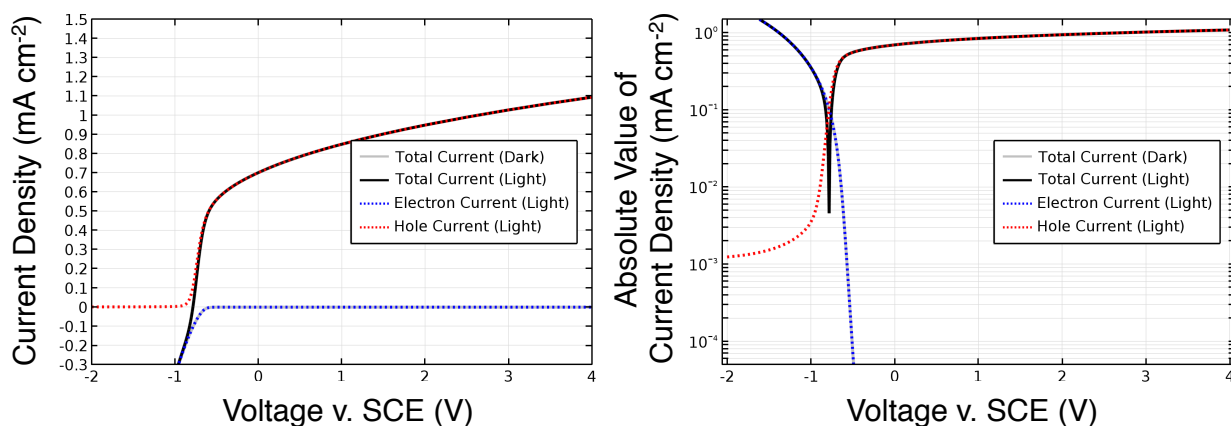 Current Density (mA cm-2)
1.5
1.4
1.3
1.2
1.1
1
0.9
0.8
0.7
0.6
0.5
0.4
0.3
0.2
0.1
0
-0.1
-0.2
-0.3
-2
-1
0
1
2
3
4
Voltage v. SCE (V)
Total Current (Dark)
Total Current (Light)
Electron Current (Light)
Hole Current (Light)
Absolute Value of
Current Density (mA cm-2)
10^0
10^-1
10^-2
10^-3
10^-4
-2
-1
0
1
2
3
4
Voltage v. SCE (V)
Total Current (Dark)
Total Current (Light)
Electron Current (Light)
Hole Current (Light)